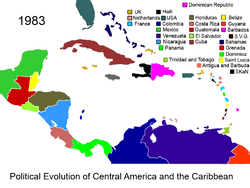 Dominican Republic
1983
UK Haiti Honduras Belize
Netherlands USA Costa Rica Guyana
France Colombia Guatemala Barbados
Mexico El Salvador S.V.G.
Venezuela Cuba Bahamas
Nicaragua Grenada
Panama Dominica
Trinidad and Tobago Saint Lucia
Antigua and Barbuda
SKaN
Political Evolution of Central America and the Caribbean